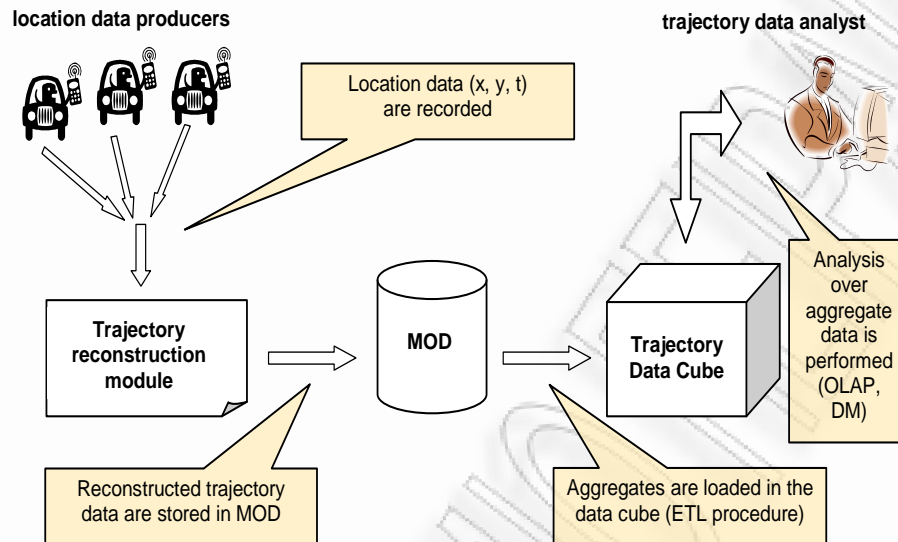 location data producers
trajectory data analyst
Location data (x, y, t)
are recorded
Trajectory
reconstruction
module
MOD
Trajectory
Data Cube
Analysis
over
aggregate
data is
performed
(OLAP,
DM)
Reconstructed trajectory
data are stored in MOD
Aggregates are loaded in the
data cube (ETL procedure)